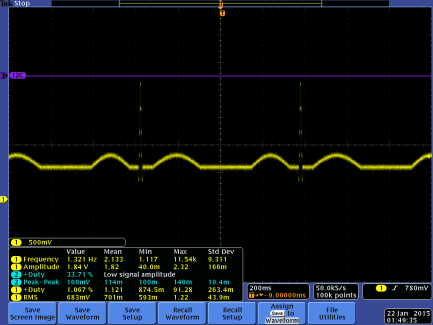 Tek Stop
I2C
1 500mV
Value Mean Min Max Std Dev
1 Frequency 1.321 Hz 2.133 1.117 11.54k 9.311
1 Amplitude 1.84 V 1.82 40.0m 2.32 166m
2 +Duty 33.71 % Low signal amplitude
2 Peak-Peak 100mV 114m 100m 140m 10.4m
1 +Duty 1.067 % 1.121 874.5m 91.28 263.4m
1 RMS 683mV 701m 593m 1.22 43.9m
200ms
-9.00000ms
50.0kS/s
100k points
1 780mV
Save
Screen Image
Save
Waveform
Save
Setup
Recall
Waveform
Recall
Setup
Assign
Save to
Waveform
File
Utilities
22 Jan 2015
01:49:35